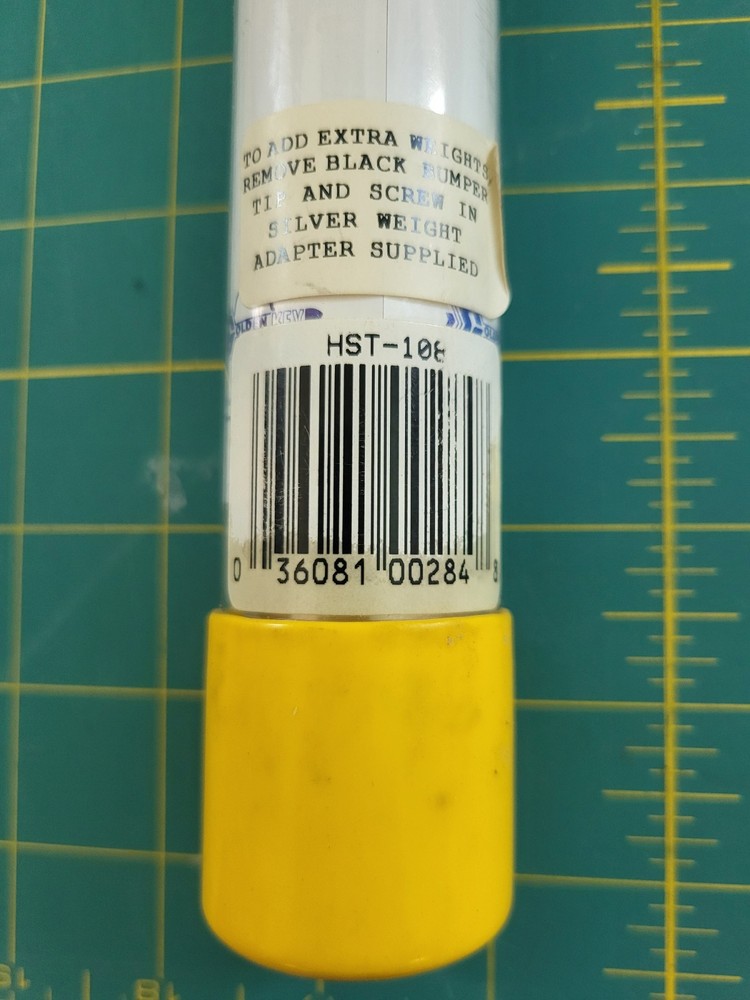 TO ADD EXTRA WEIGHTS,
REMOVE BLACK BUMPER
TIP AND SCREW IN
SILVER WEIGHT
ADAPTER SUPPLIED
HST-108
0 36081 00284 8